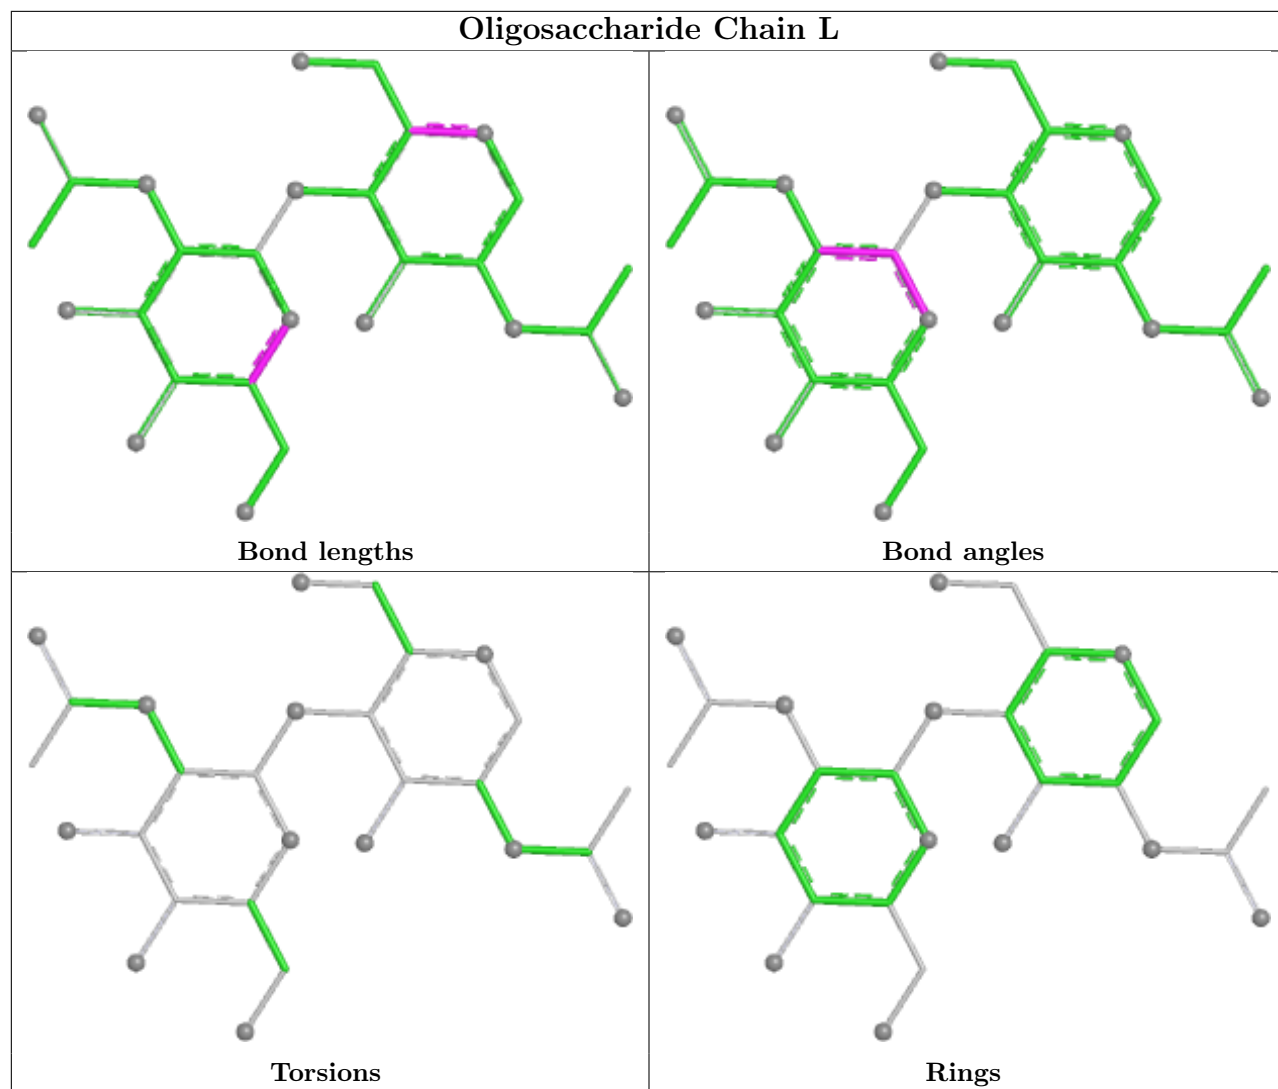 Oligosaccharide Chain L
Bond lengths
Bond angles
Torsions
Rings